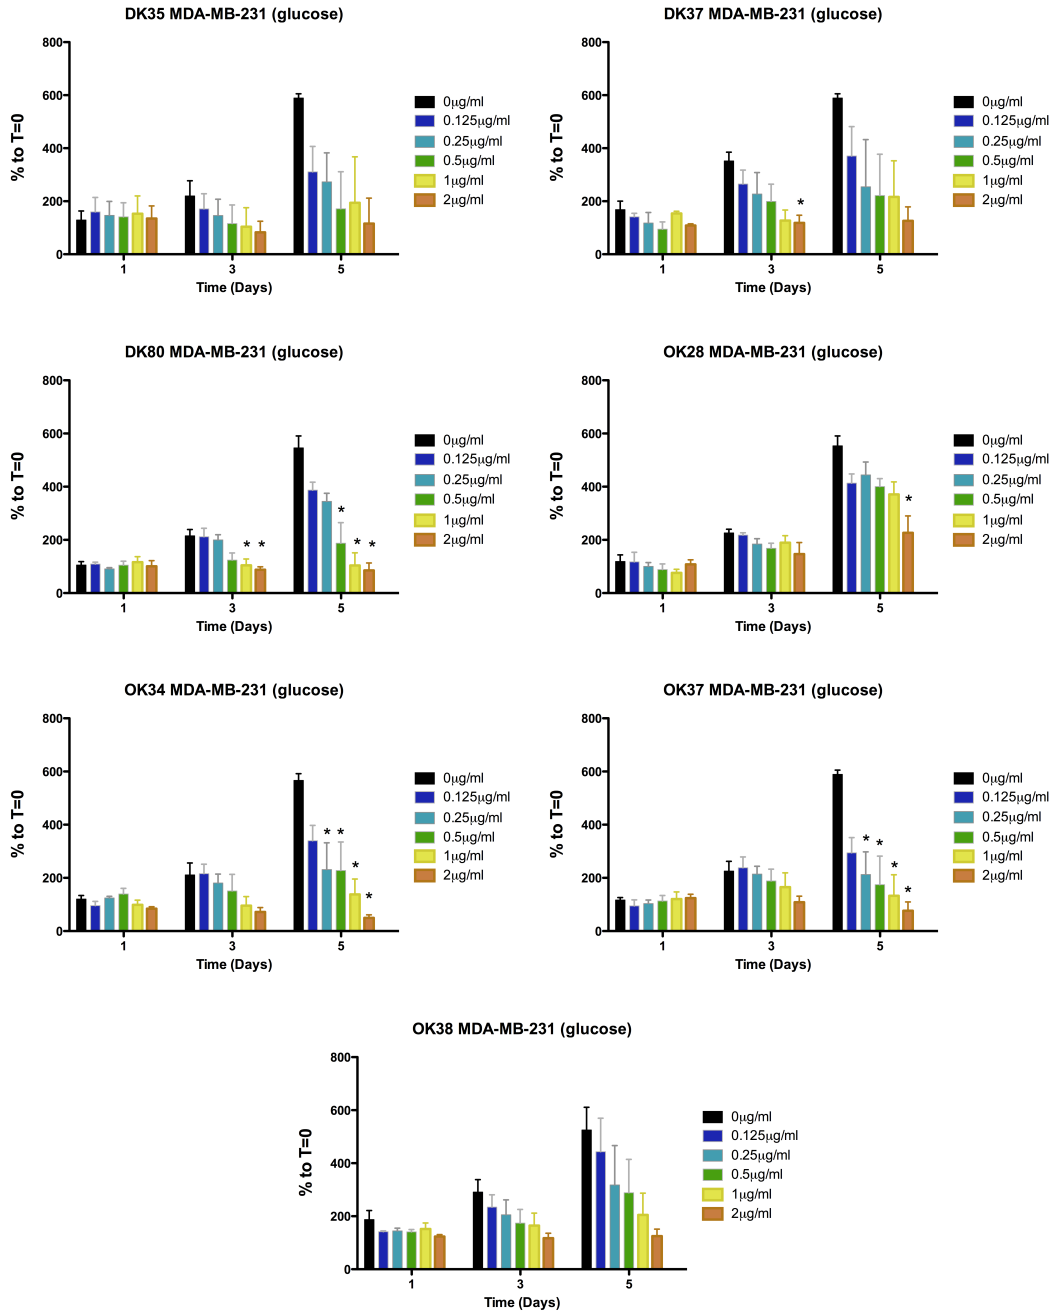 DK35 MDA-MB-231 (glucose)
800
600
400
200
0
% to T=0
1
3
5
Time (Days)
0µg/ml
0.125µg/ml
0.25µg/ml
0.5µg/ml
1µg/ml
2µg/ml
DK37 MDA-MB-231 (glucose)
800
600
400
200
0
% to T=0
*
1
3
5
Time (Days)
0µg/ml
0.125µg/ml
0.25µg/ml
0.5µg/ml
1µg/ml
2µg/ml
DK80 MDA-MB-231 (glucose)
800
600
400
200
0
% to T=0
* *
*
* *
1
3
5
Time (Days)
0µg/ml
0.125µg/ml
0.25µg/ml
0.5µg/ml
1µg/ml
2µg/ml
OK28 MDA-MB-231 (glucose)
800
600
400
200
0
% to T=0
*
1
3
5
Time (Days)
0µg/ml
0.125µg/ml
0.25µg/ml
0.5µg/ml
1µg/ml
2µg/ml
OK34 MDA-MB-231 (glucose)
800
600
400
200
0
% to T=0
* *
*
*
1
3
5
Time (Days)
0µg/ml
0.125µg/ml
0.25µg/ml
0.5µg/ml
1µg/ml
2µg/ml
OK37 MDA-MB-231 (glucose)
800
600
400
200
0
% to T=0
*
*
*
*
1
3
5
Time (Days)
0µg/ml
0.125µg/ml
0.25µg/ml
0.5µg/ml
1µg/ml
2µg/ml
OK38 MDA-MB-231 (glucose)
800
600
400
200
0
% to T=0
1
3
5
Time (Days)
0µg/ml
0.125µg/ml
0.25µg/ml
0.5µg/ml
1µg/ml
2µg/ml